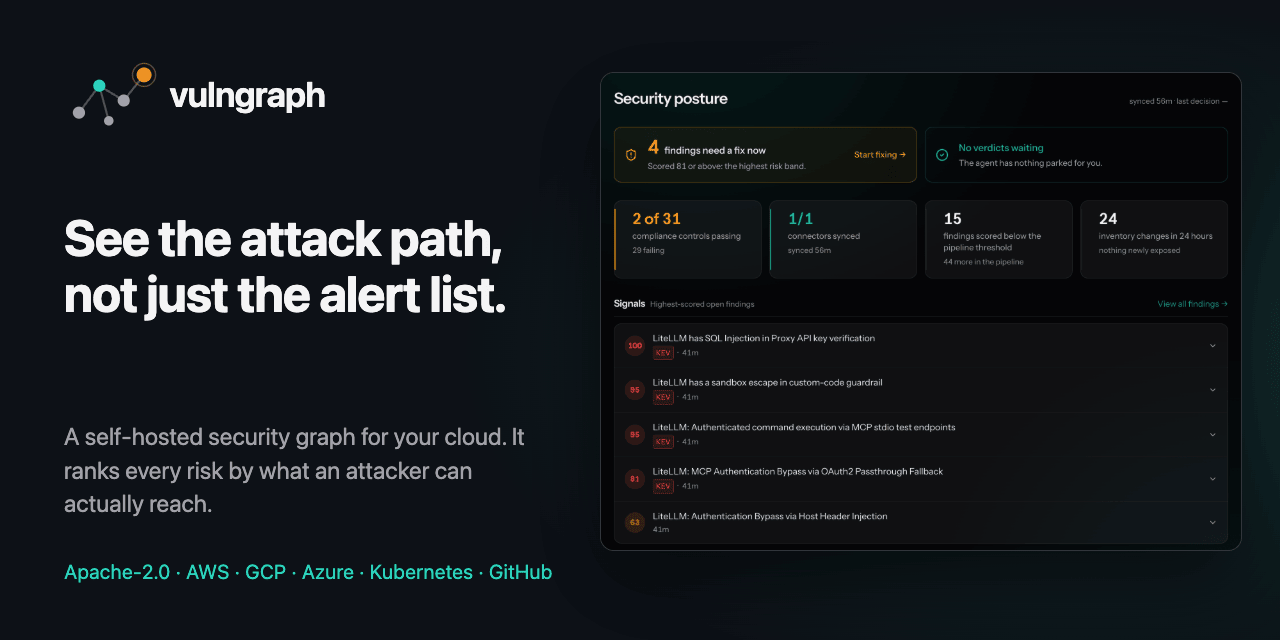 vulngraph
See the attack path,
not just the alert list.
A self-hosted security graph for your cloud. It
ranks every risk by what an attacker can
actually reach.
Apache-2.0 · AWS · GCP · Azure · Kubernetes · GitHub
Security posture
synced 56m · last decision —
4 findings need a fix now
Scored 81 or above: the highest risk band.
Start fixing →
No verdicts waiting
The agent has nothing parked for you.
2 of 31
compliance controls passing
29 failing
1/1
connectors synced
synced 56m
15
findings scored below the
pipeline threshold
44 more in the pipeline
24
inventory changes in 24 hours
nothing newly exposed
Signals Highest-scored open findings
View all findings →
100
LiteLLM has SQL Injection in Proxy API key verification
KEV · 41m
95
LiteLLM has a sandbox escape in custom-code guardrail
KEV · 41m
95
LiteLLM: Authenticated command execution via MCP stdio test endpoints
KEV · 41m
81
LiteLLM: MCP Authentication Bypass via OAuth2 Passthrough Fallback
KEV · 41m
63
LiteLLM: Authentication Bypass via Host Header Injection
41m